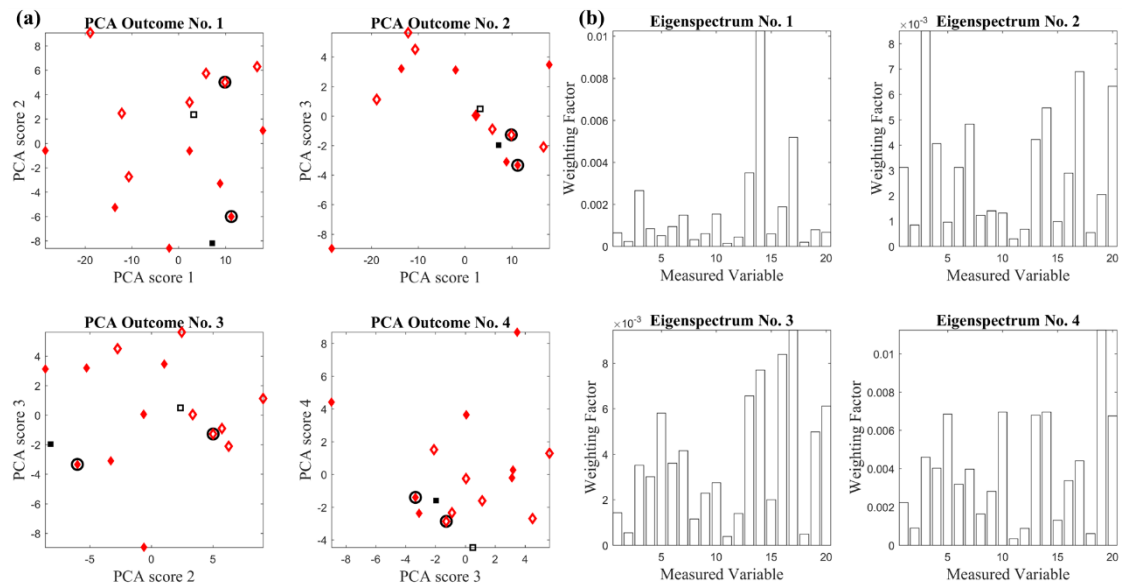 (a)
PCA Outcome No. 1
8
6
4
2
0
-2
-4
-6
-8
PCA score 2
-20 -10 0 10
PCA score 1
PCA Outcome No. 2
4
2
0
-2
-4
-6
-8
PCA score 3
-20 -10 0 10
PCA score 1
PCA Outcome No. 3
4
2
0
-2
-4
-6
-8
PCA score 3
-5 0 5
PCA score 2
PCA Outcome No. 4
8
6
4
2
0
-2
-4
PCA score 4
-8 -6 -4 -2 0 2 4
PCA score 3
(b)
Eigenspectrum No. 1
0.01
0.008
0.006
0.004
0.002
0
Weighting Factor
5 10 15 20
Measured Variable
Eigenspectrum No. 2
×10⁻³
8
6
4
2
0
Weighting Factor
5 10 15 20
Measured Variable
Eigenspectrum No. 3
×10⁻³
8
6
4
2
0
Weighting Factor
5 10 15 20
Measured Variable
Eigenspectrum No. 4
0.01
0.008
0.006
0.004
0.002
0
Weighting Factor
5 10 15 20
Measured Variable